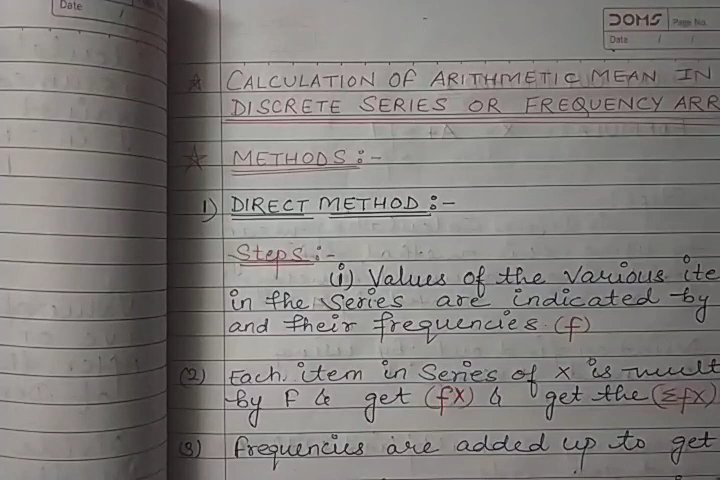 Date
DOMS Page No.
Date / /
☆ CALCULATION OF ARITHMETIC MEAN IN
DISCRETE SERIES OR FREQUENCY ARR
☆ METHODS :-
1) DIRECT METHOD :-
Steps :-
(i) Values of the various ite
in the Series are indicated by
and their frequencies (f)
(2) Each item in Series of X is mult
by F & get (fX) & get the (ΣfX)
(3) frequencies are added up to get